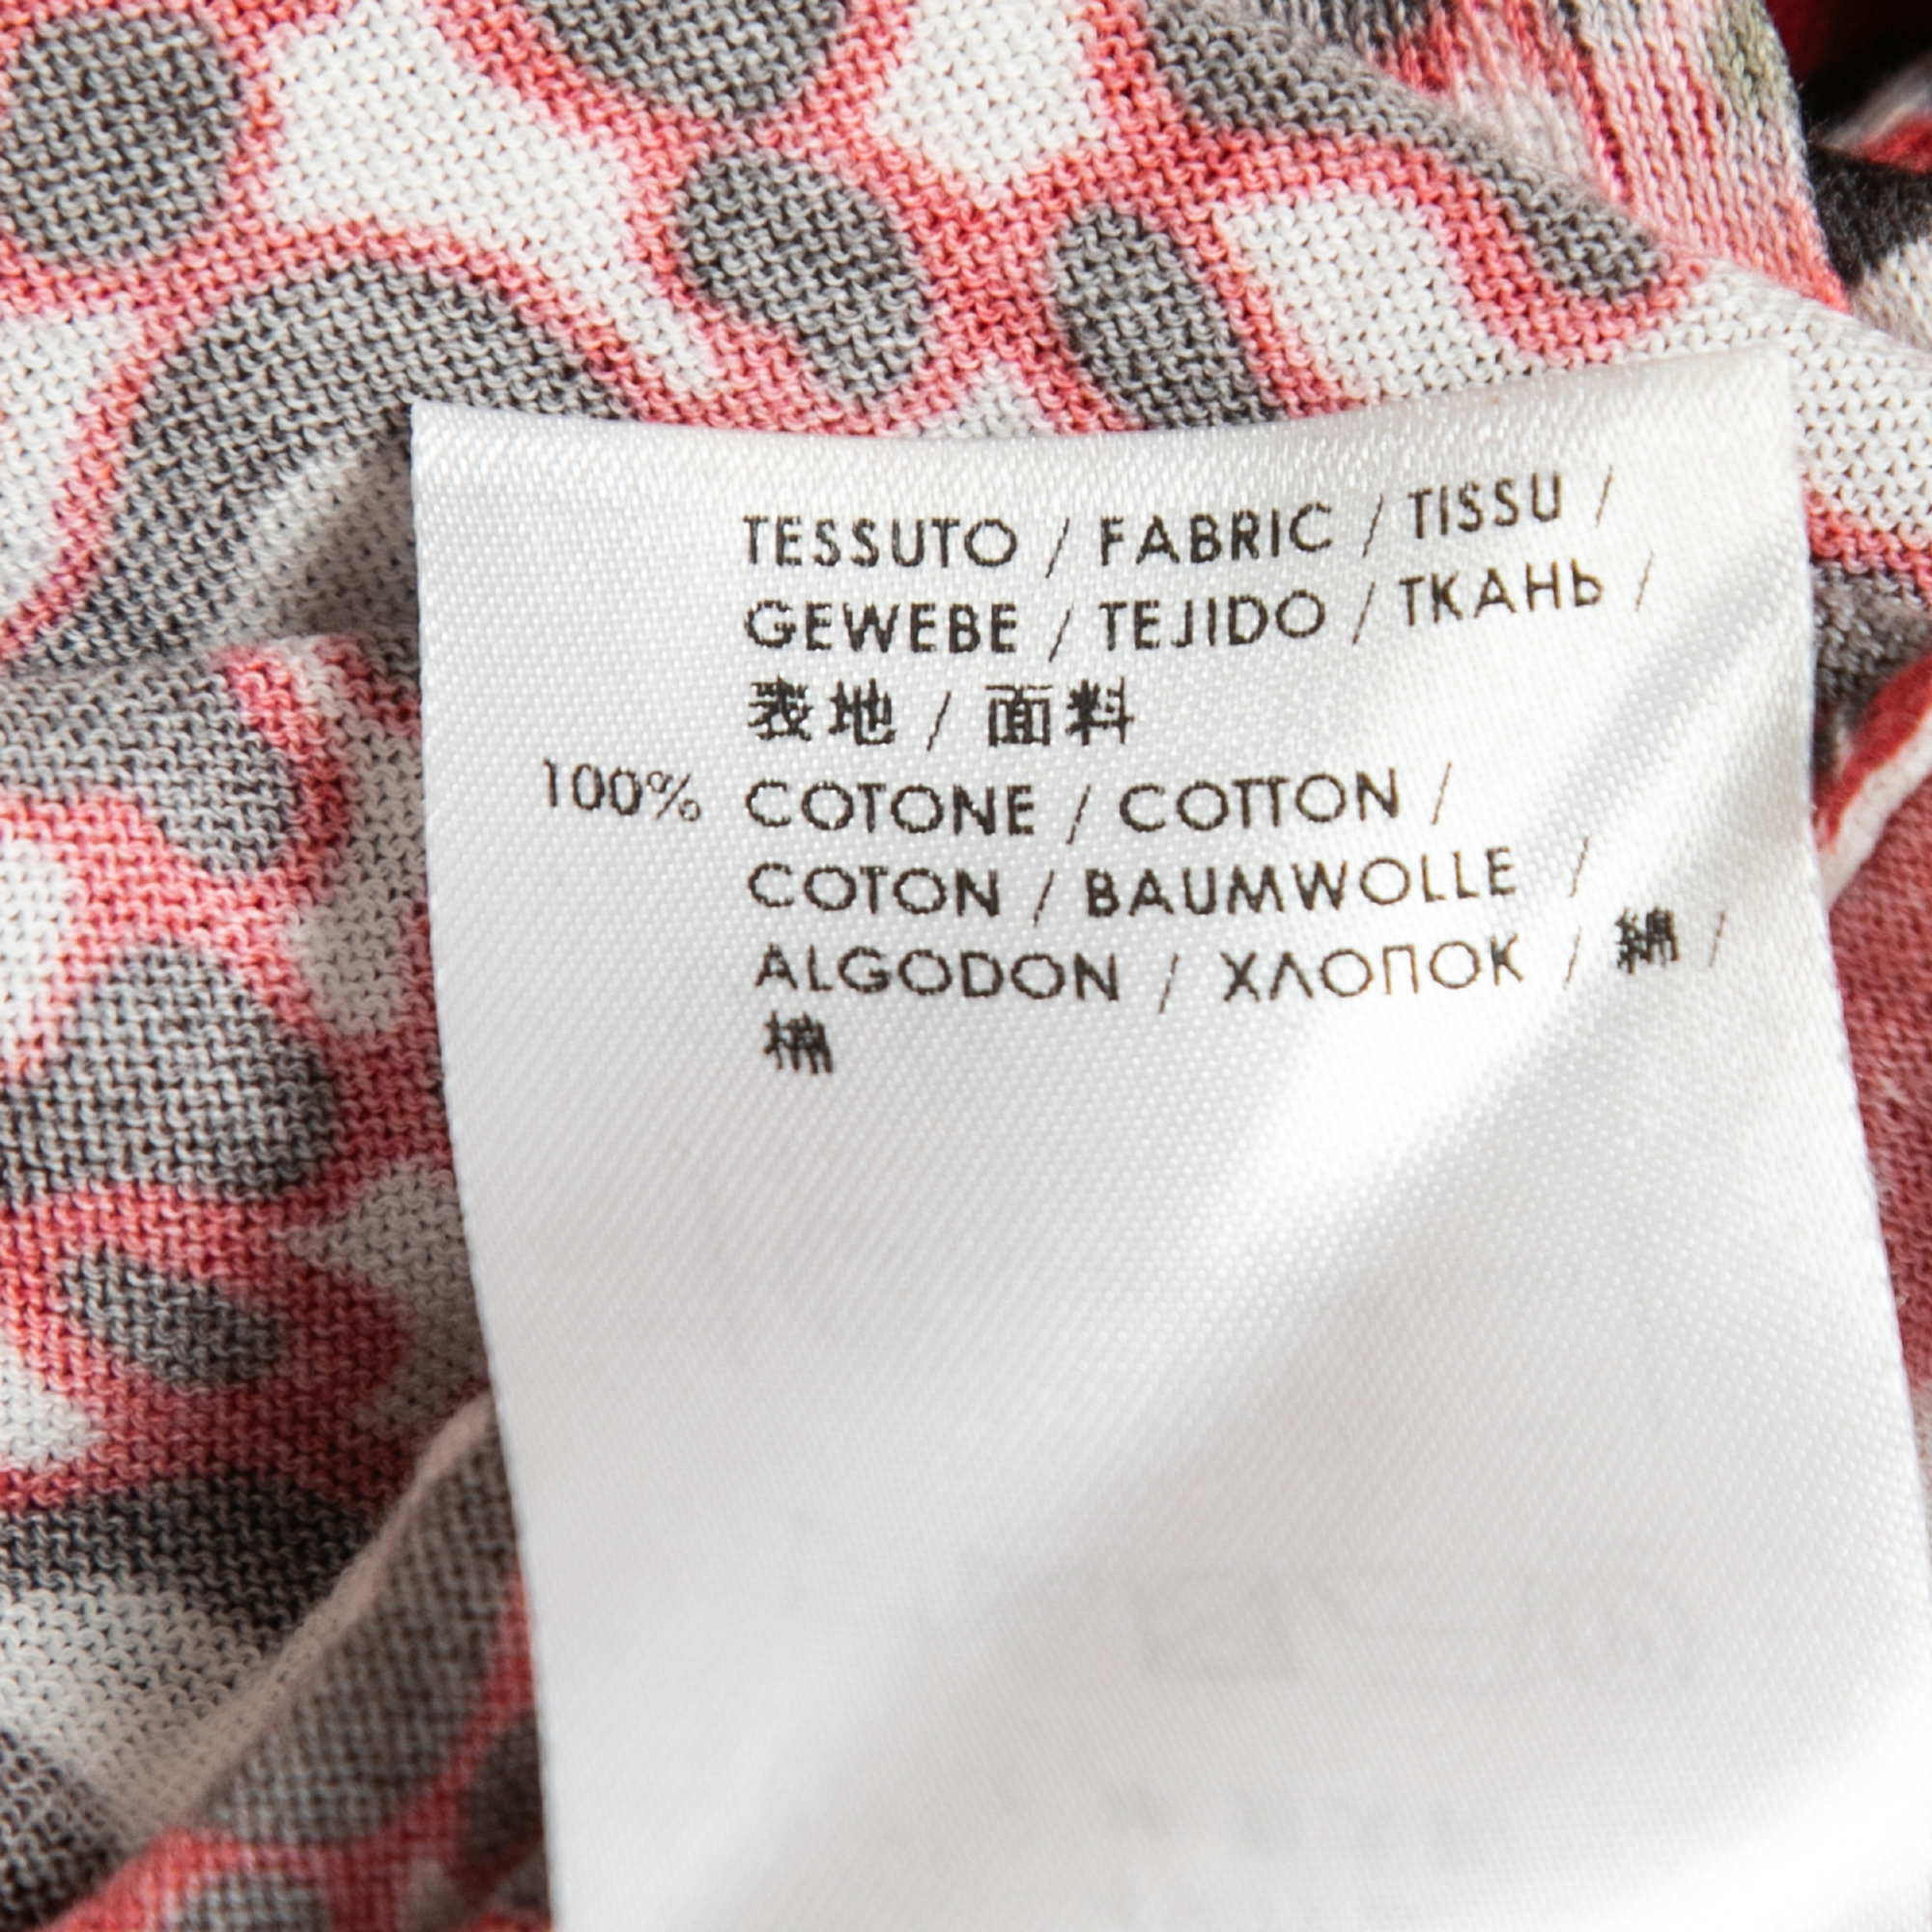 TESSUTO / FABRIC / TISSU /
GEWEBE / TEJIDO / ТКАНЬ /
表地 / 面料
100% COTONE / COTTON /
COTON / BAUMWOLLE /
ALGODON / ХЛОПОК / 綿 /
棉